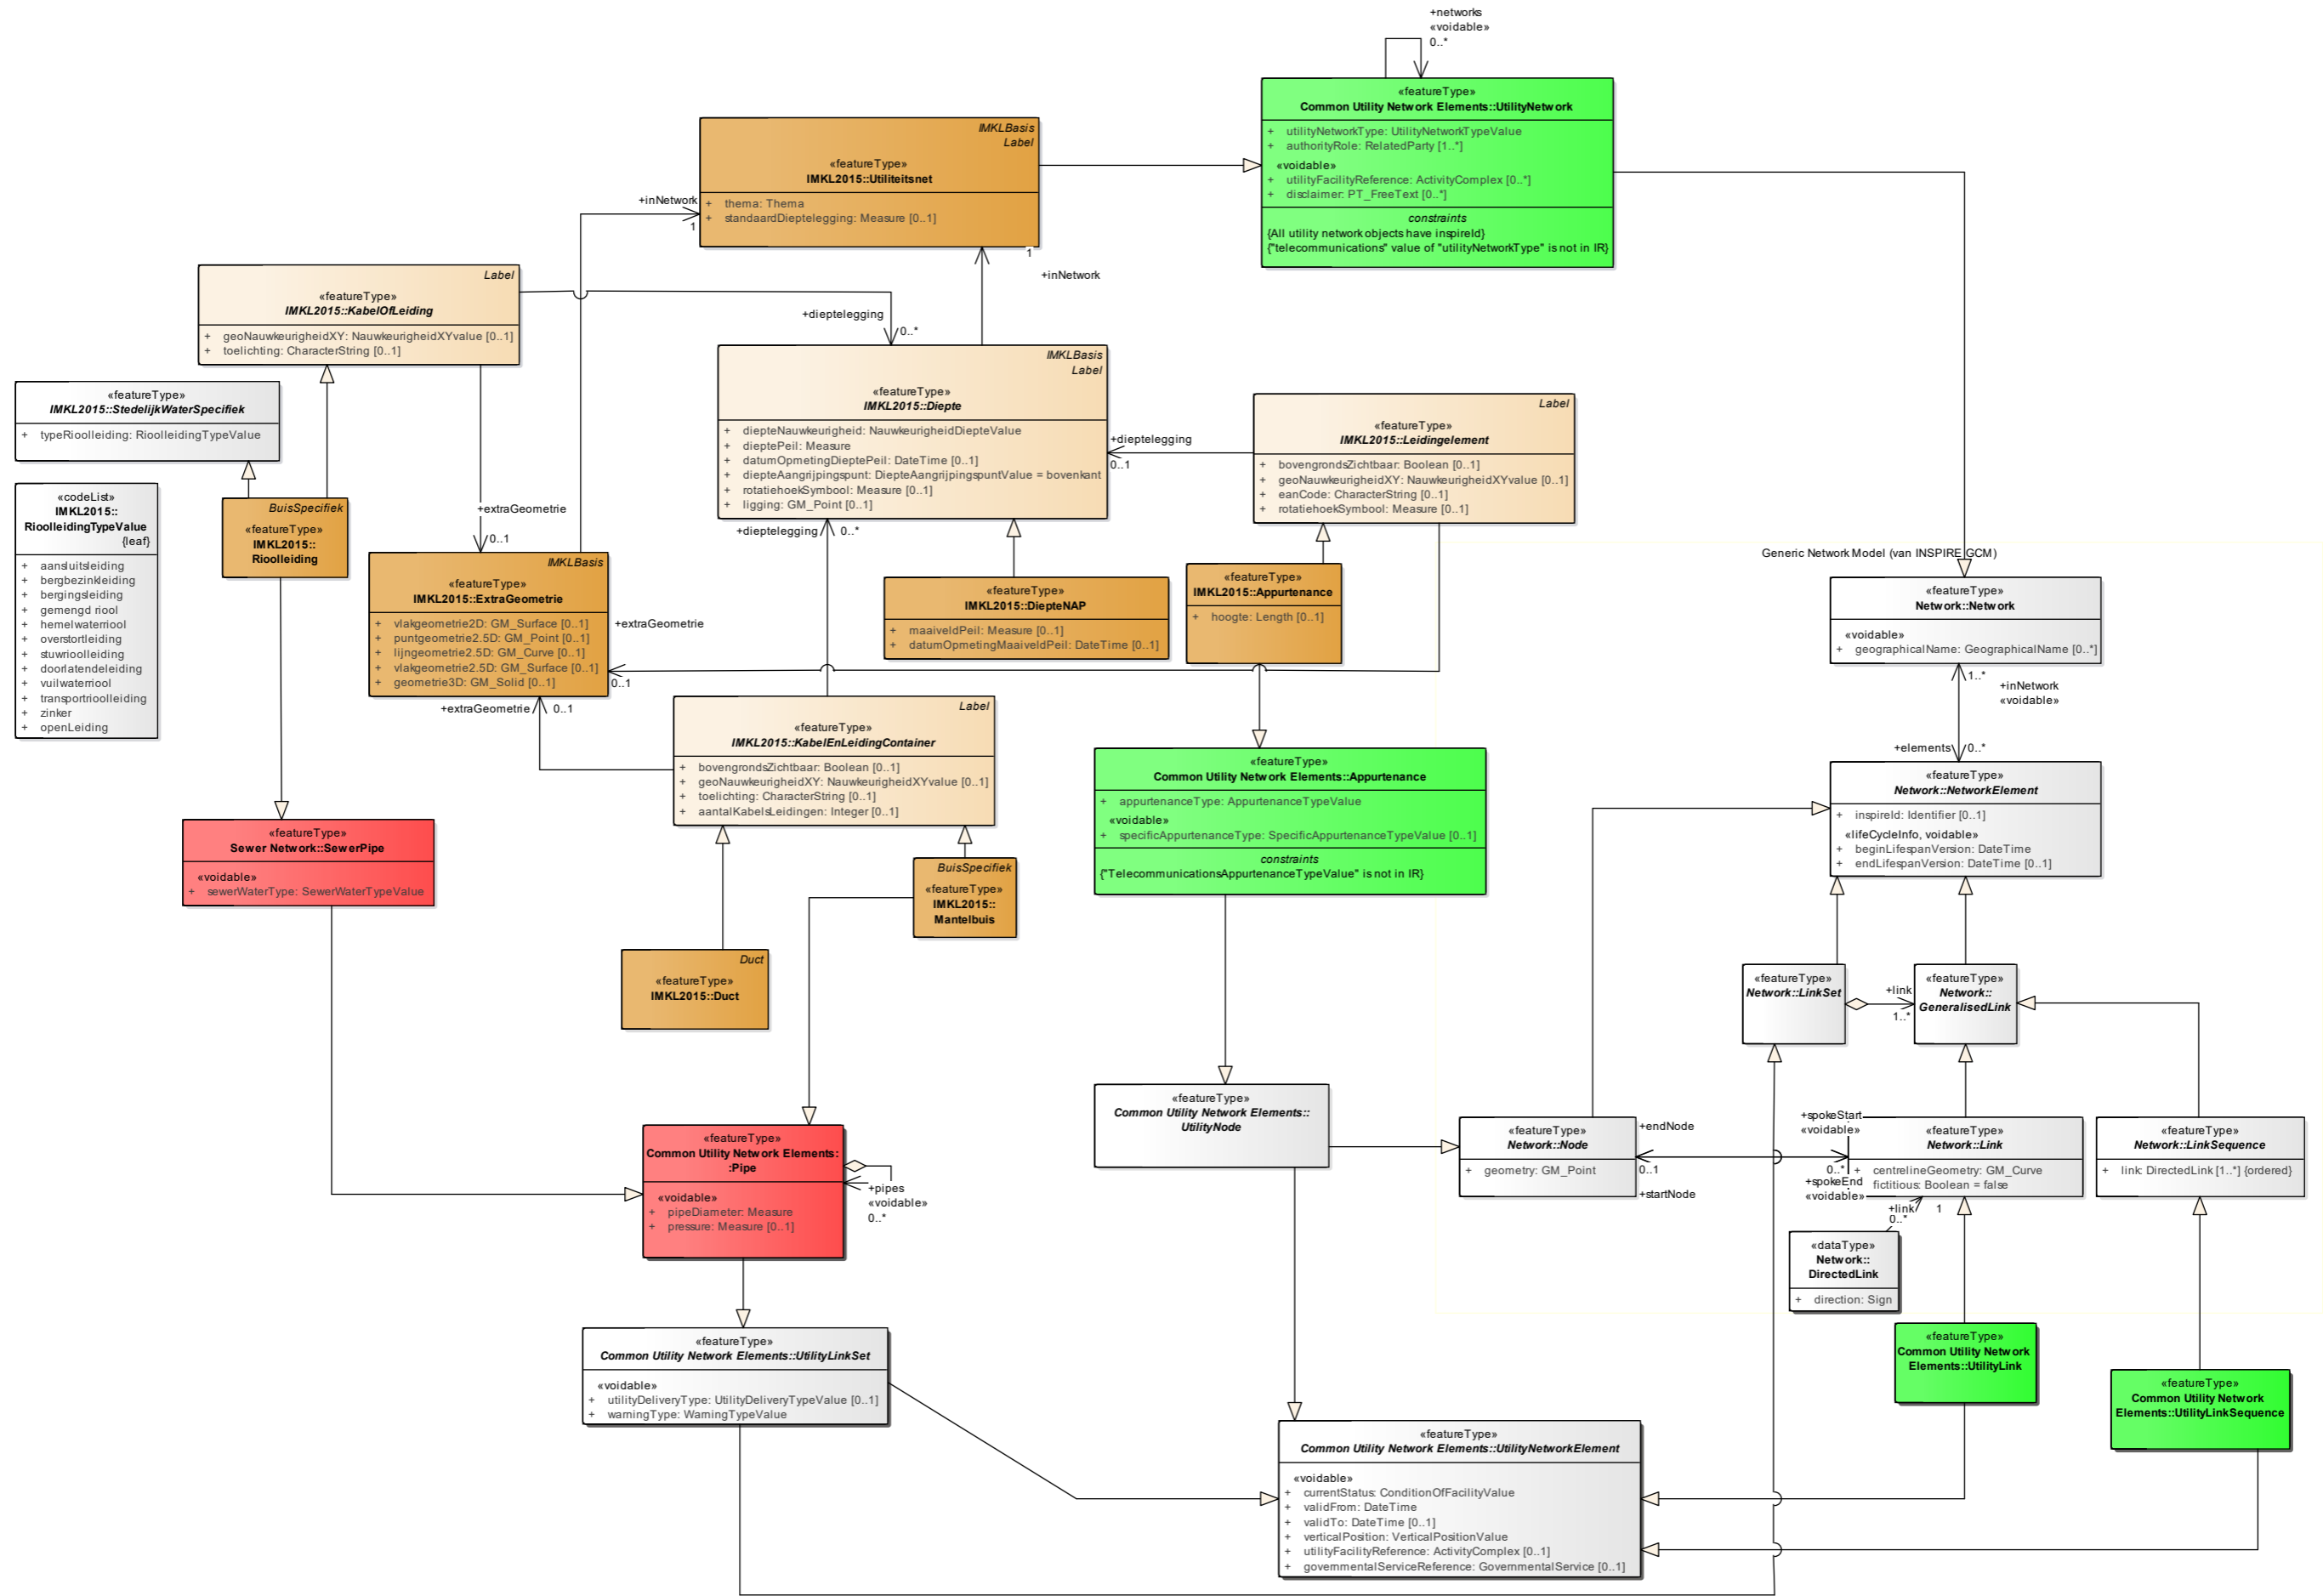 +networks
«voidable»
0..*
«featureType»
Common Utility Network Elements::UtilityNetwork
+ utilityNetworkType: UtilityNetworkTypeValue
+ authorityRole: RelatedParty [1..*]
«voidable»
+ utilityFacilityReference: ActivityComplex [0..*]
+ disclaimer: PT_FreeText [0..*]
constraints
{All utility network objects have inspireId}
{"telecommunications" value of "utilityNetworkType" is not in IR}
IMKLBasis
Label
«featureType»
IMKL2015::Utiliteitsnet
+ thema: Thema
+ standaardDieptelegging: Measure [0..1]
+inNetwork
1
1
+inNetwork
Label
«featureType»
IMKL2015::KabelOfLeiding
+ geoNauwkeurigheidXY: NauwkeurigheidXYvalue [0..1]
+ toelichting: CharacterString [0..1]
+dieptelegging
0..*
«featureType»
IMKL2015::StedelijkWaterSpecifiek
+ typeRioolleiding: RioolleidingTypeValue
IMKLBasis
Label
«featureType»
IMKL2015::Diepte
+ diepteNauwkeurigheid: NauwkeurigheidDiepteValue
+ dieptePeil: Measure
+ datumOpmetingDieptePeil: DateTime [0..1]
+ diepteAangrijpingspunt: DiepteAangrijpingspuntValue = bovenkant
+ rotatiehoekSymbool: Measure [0..1]
+ ligging: GM_Point [0..1]
+dieptelegging
0..1
Label
«featureType»
IMKL2015::Leidingelement
+ bovengrondsZichtbaar: Boolean [0..1]
+ geoNauwkeurigheidXY: NauwkeurigheidXYvalue [0..1]
+ eanCode: CharacterString [0..1]
+ rotatiehoekSymbool: Measure [0..1]
«codeList»
IMKL2015::
RioolleidingTypeValue
{leaf}
+ aansluitsleiding
+ bergbezinkleiding
+ bergingsleiding
+ gemengd riool
+ hemelwaterriool
+ overstortleiding
+ stuwrioolleiding
+ doorlatendeleiding
+ vuilwaterriool
+ transportrioolleiding
+ zinker
+ openLeiding
BuisSpecifiek
«featureType»
IMKL2015::
Rioolleiding
+extraGeometrie
0..1
+dieptelegging
0..*
IMKLBasis
«featureType»
IMKL2015::ExtraGeometrie
+ vlakgeometrie2D: GM_Surface [0..1]
+ puntgeometrie2.5D: GM_Point [0..1]
+ lijngeometrie2.5D: GM_Curve [0..1]
+ vlakgeometrie2.5D: GM_Surface [0..1]
+ geometrie3D: GM_Solid [0..1]
+extraGeometrie
0..1
+extraGeometrie
0..1
«featureType»
IMKL2015::DiepteNAP
+ maaiveldPeil: Measure [0..1]
+ datumOpmetingMaaiveldPeil: DateTime [0..1]
«featureType»
IMKL2015::Appurtenance
+ hoogte: Length [0..1]
Generic Network Model (van INSPIRE GCM)
«featureType»
Network::Network
«voidable»
+ geographicalName: GeographicalName [0..*]
1..*
+inNetwork
«voidable»
+elements
0..*
Label
«featureType»
IMKL2015::KabelEnLeidingContainer
+ bovengrondsZichtbaar: Boolean [0..1]
+ geoNauwkeurigheidXY: NauwkeurigheidXYvalue [0..1]
+ toelichting: CharacterString [0..1]
+ aantalKabelsLeidingen: Integer [0..1]
«featureType»
Common Utility Network Elements::Appurtenance
+ appurtenanceType: AppurtenanceTypeValue
«voidable»
+ specificAppurtenanceType: SpecificAppurtenanceTypeValue [0..1]
constraints
{"TelecommunicationsAppurtenanceTypeValue" is not in IR}
«featureType»
Network::NetworkElement
+ inspireId: Identifier [0..1]
«lifeCycleInfo, voidable»
+ beginLifespanVersion: DateTime
+ endLifespanVersion: DateTime [0..1]
«featureType»
Sewer Network::SewerPipe
«voidable»
+ sewerWaterType: SewerWaterTypeValue
BuisSpecifiek
«featureType»
IMKL2015::
Mantelbuis
Duct
«featureType»
IMKL2015::Duct
«featureType»
Network::LinkSet
+link
1..*
«featureType»
Network::
GeneralisedLink
«featureType»
Common Utility Network Elements::
UtilityNode
«featureType»
Network::Node
+ geometry: GM_Point
+endNode
0..1
+startNode
+spokeStart
«voidable»
0..*
+spokeEnd
«voidable»
«featureType»
Network::Link
+ centrelineGeometry: GM_Curve
fictitious: Boolean = false
«featureType»
Network::LinkSequence
+ link: DirectedLink [1..*] {ordered}
«featureType»
Common Utility Network Elements:
:Pipe
«voidable»
+ pipeDiameter: Measure
+ pressure: Measure [0..1]
+pipes
«voidable»
0..*
+link
0..*
1
«dataType»
Network::
DirectedLink
+ direction: Sign
«featureType»
Common Utility Network Elements::UtilityLinkSet
«voidable»
+ utilityDeliveryType: UtilityDeliveryTypeValue [0..1]
+ warningType: WarningTypeValue
«featureType»
Common Utility Network
Elements::UtilityLink
«featureType»
Common Utility Network
Elements::UtilityLinkSequence
«featureType»
Common Utility Network Elements::UtilityNetworkElement
«voidable»
+ currentStatus: ConditionOfFacilityValue
+ validFrom: DateTime
+ validTo: DateTime [0..1]
+ verticalPosition: VerticalPositionValue
+ utilityFacilityReference: ActivityComplex [0..1]
+ governmentalServiceReference: GovernmentalService [0..1]